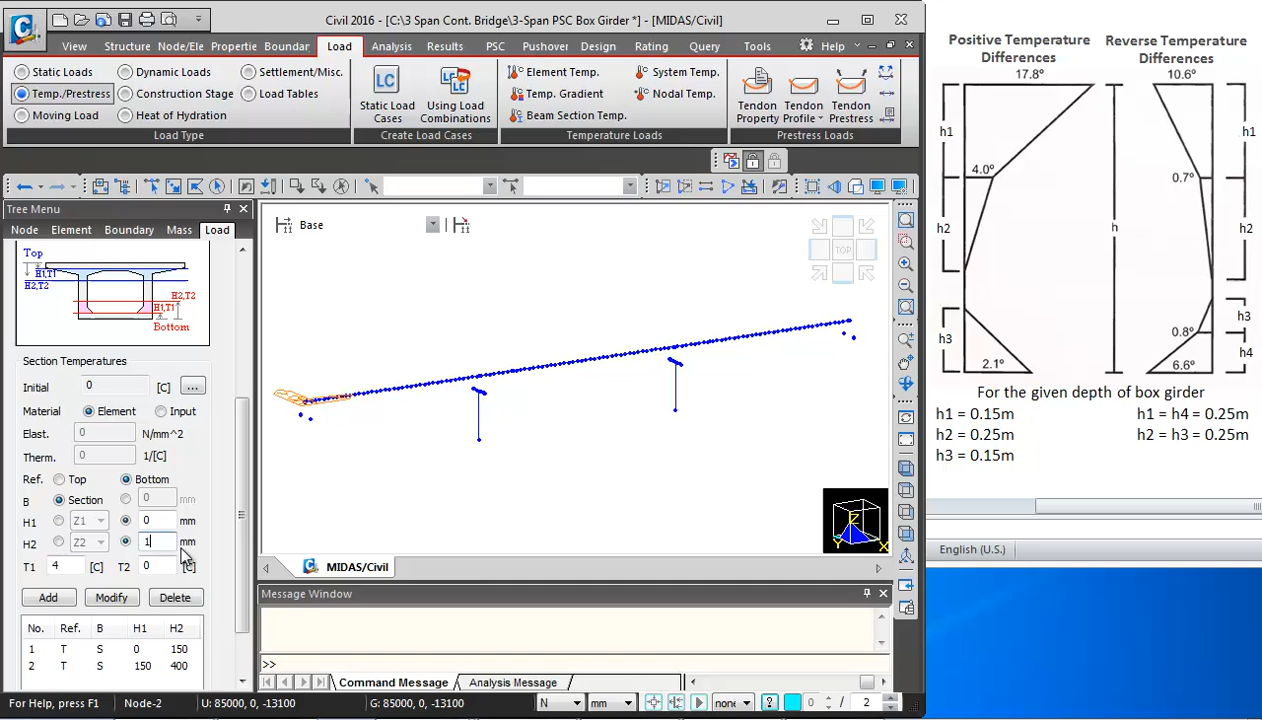 Civil 2016 - [C:\3 Span Cont. Bridge\3-Span PSC Box Girder *] - [MIDAS/Civil]
View Structure Node/Ele Propertie Boundar Mass Load Analysis Results PSC Pushover Design Rating Query Tools Help
Static Loads Dynamic Loads Settlement/Misc.
Temp./Prestress Construction Stage Load Tables
Moving Load Heat of Hydration
Load Type
Static Load Cases
Using Load Combinations
Create Load Cases
Element Temp. System Temp.
Temp. Gradient Nodal Temp.
Beam Section Temp.
Temperature Loads
Tendon Property
Tendon Profile
Tendon Prestress
Prestress Loads
Tree Menu
Node Element Boundary Mass Load
Top
H1,T1
H2,T2
H2,T2
H1,T1
Bottom
Section Temperatures
Initial 0 [C] ...
Material Element Input
Elast. 0 N/mm^2
Therm. 0 1/[C]
Ref. Top Bottom
B Section 0 mm
H1 Z1 0 mm
H2 Z2 1 mm
T1 4 [C] T2 0 [C]
Add Modify Delete
No. Ref. B H1 H2
1 T S 0 150
2 T S 150 400
Base
TOP
Z
Y
X
MIDAS/Civil
Message Window
>>
Command Message Analysis Message
For Help, press F1 Node-2 U: 85000, 0, -13100 G: 85000, 0, -13100 N mm none 0 / 2
Positive Temperature Differences
17.8º
h1
4.0º
h2
h3
2.1º
h
Reverse Temperature Differences
10.6º
h1
0.7º
h2
h3
0.8º
h4
6.6º
For the given depth of box girder
h1 = 0.15m
h2 = 0.25m
h3 = 0.15m
h1 = h4 = 0.25m
h2 = h3 = 0.25m
English (U.S.)